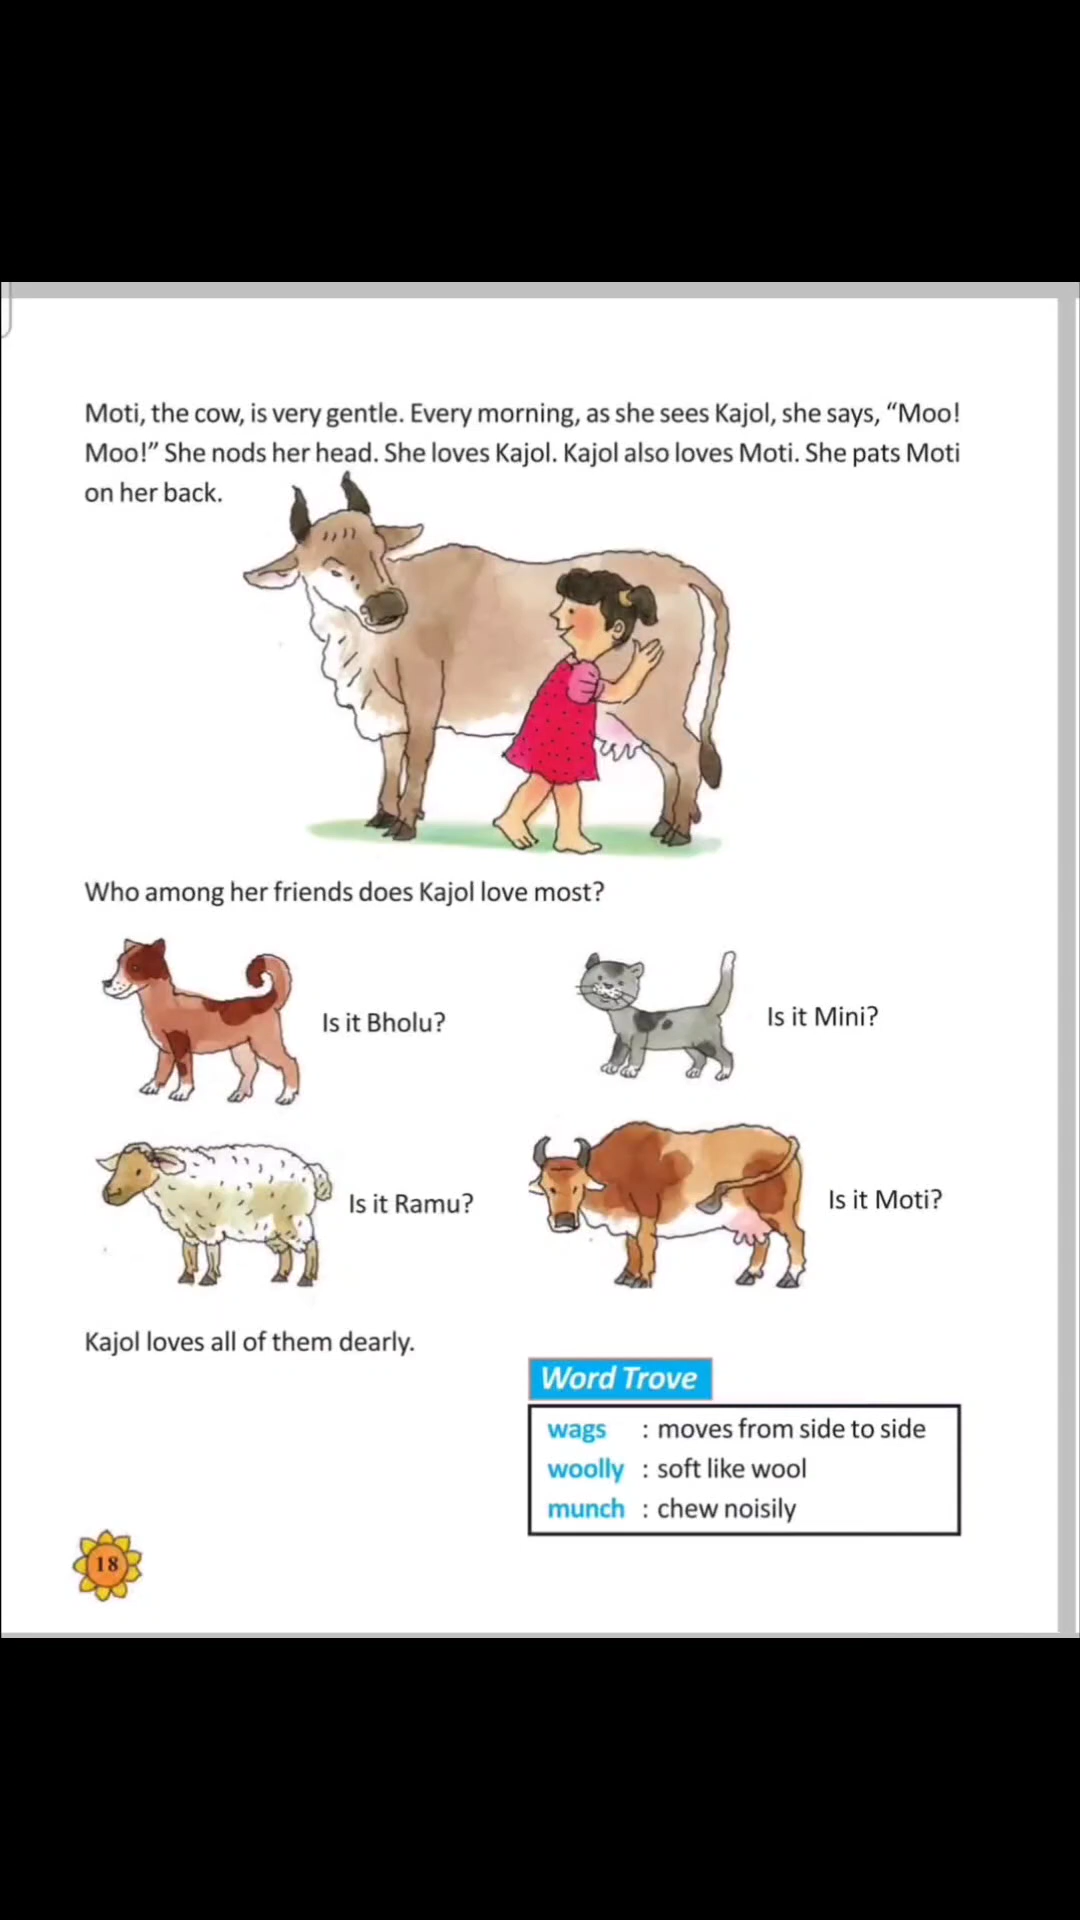 Moti, the cow, is very gentle. Every morning, as she sees Kajol, she says, “Moo!
Moo!” She nods her head. She loves Kajol. Kajol also loves Moti. She pats Moti
on her back.
Who among her friends does Kajol love most?
Is it Bholu?
Is it Mini?
Is it Ramu?
Is it Moti?
Kajol loves all of them dearly.
Word Trove
wags : moves from side to side
woolly : soft like wool
munch : chew noisily
18